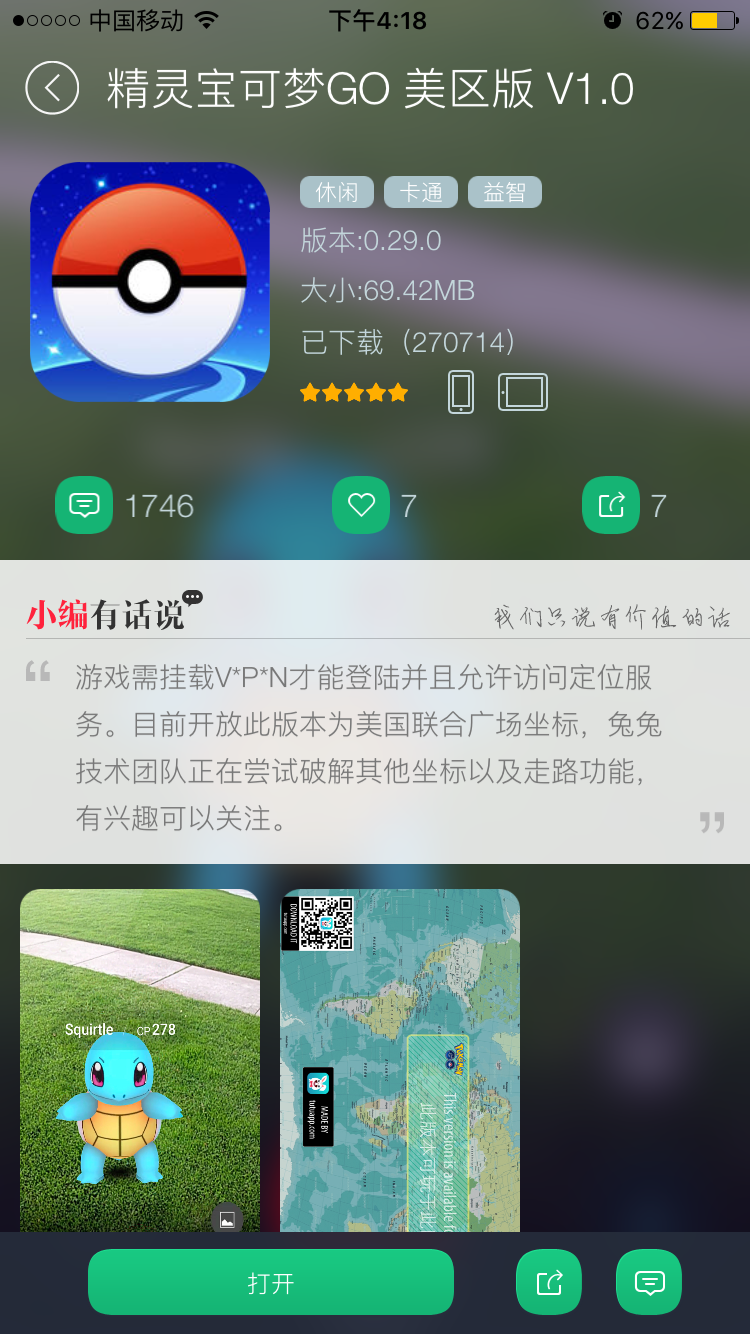 中国移动
下午4:18
62%
精灵宝可梦GO 美区版 V1.0
休闲 卡通 益智
版本:0.29.0
大小:69.42MB
已下载（270714）
1746
7
7
小编有话说
我们只说有价值的话
游戏需挂载V*P*N才能登陆并且允许访问定位服
务。目前开放此版本为美国联合广场坐标，兔兔
技术团队正在尝试破解其他坐标以及走路功能，
有兴趣可以关注。
Squirtle CP278
DOWNLOAD IT
MADE BY
tutuapp.com
POKÉMON GO
This version is available fo
此版本可玩于此
打开